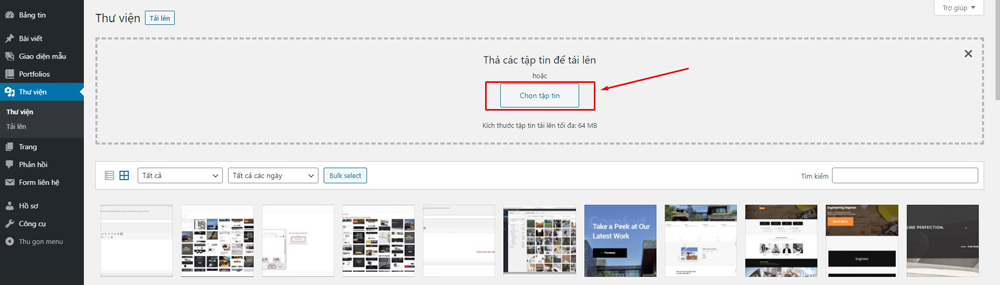 Bảng tin
Bài viết
Giao diện mẫu
Portfolios
Thư viện
Thư viện
Tải lên
Trang
Phản hồi
Form liên hệ
Hồ sơ
Công cụ
Thu gọn menu
Thư viện
Tải lên
Trợ giúp
Thả các tập tin để tải lên
hoặc
Chọn tập tin
Kích thước tập tin tải lên tối đa: 64 MB
Tất cả
Tất cả các ngày
Bulk select
Tìm kiếm
Take a Peek at Our
Latest Work
Engineering Degrees
Engineer
LINE PERFECTION.